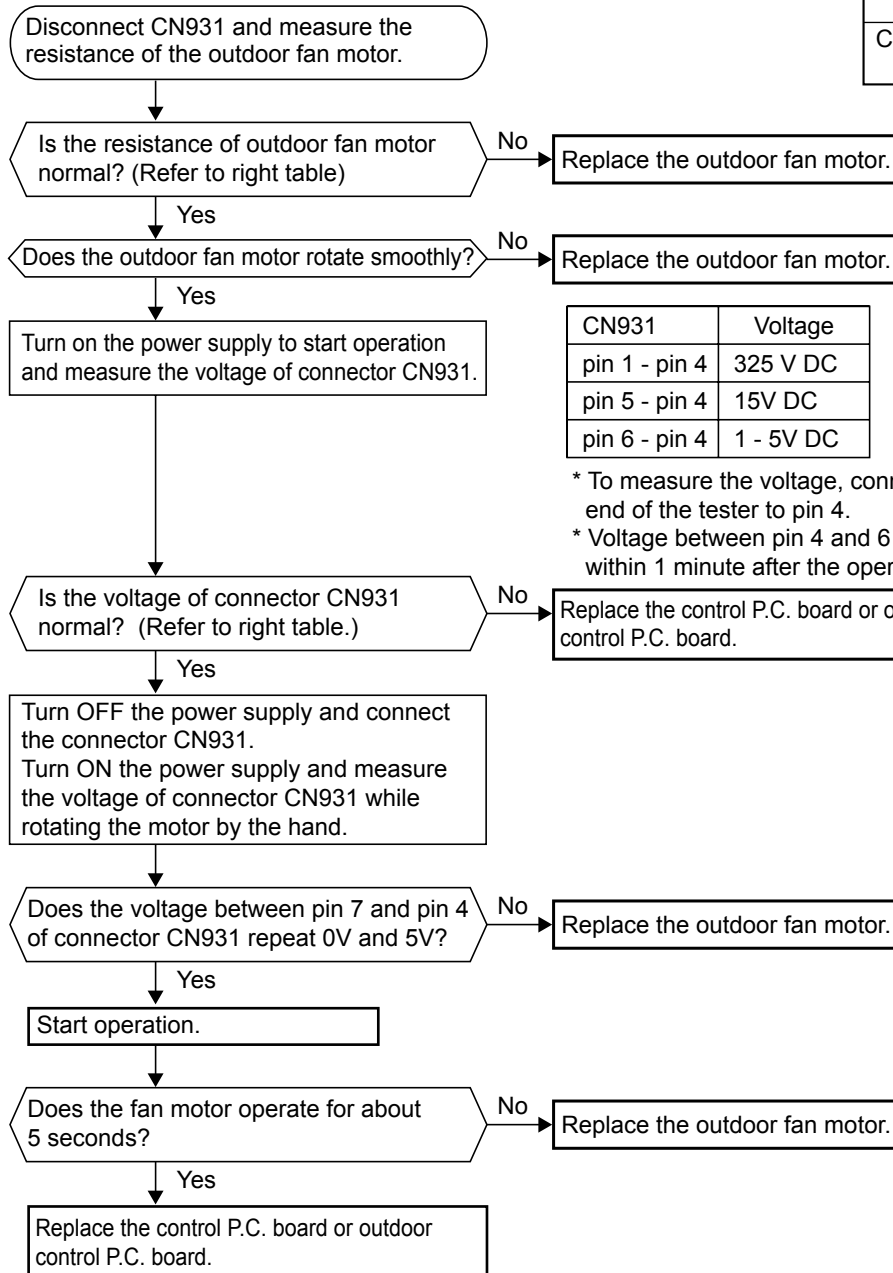 Disconnect CN931 and measure the
resistance of the outdoor fan motor.
C
Is the resistance of outdoor fan motor
normal? (Refer to right table)
No
Replace the outdoor fan motor.
Yes
Does the outdoor fan motor rotate smoothly?
No
Replace the outdoor fan motor.
Yes
Turn on the power supply to start operation
and measure the voltage of connector CN931.
CN931 Voltage
pin 1 - pin 4 325 V DC
pin 5 - pin 4 15V DC
pin 6 - pin 4 1 - 5V DC
* To measure the voltage, conn
end of the tester to pin 4.
* Voltage between pin 4 and 6
within 1 minute after the oper
Is the voltage of connector CN931
normal? (Refer to right table.)
No
Replace the control P.C. board or o
control P.C. board.
Yes
Turn OFF the power supply and connect
the connector CN931.
Turn ON the power supply and measure
the voltage of connector CN931 while
rotating the motor by the hand.
Does the voltage between pin 7 and pin 4
of connector CN931 repeat 0V and 5V?
No
Replace the outdoor fan motor.
Yes
Start operation.
Does the fan motor operate for about
5 seconds?
No
Replace the outdoor fan motor.
Yes
Replace the control P.C. board or outdoor
control P.C. board.